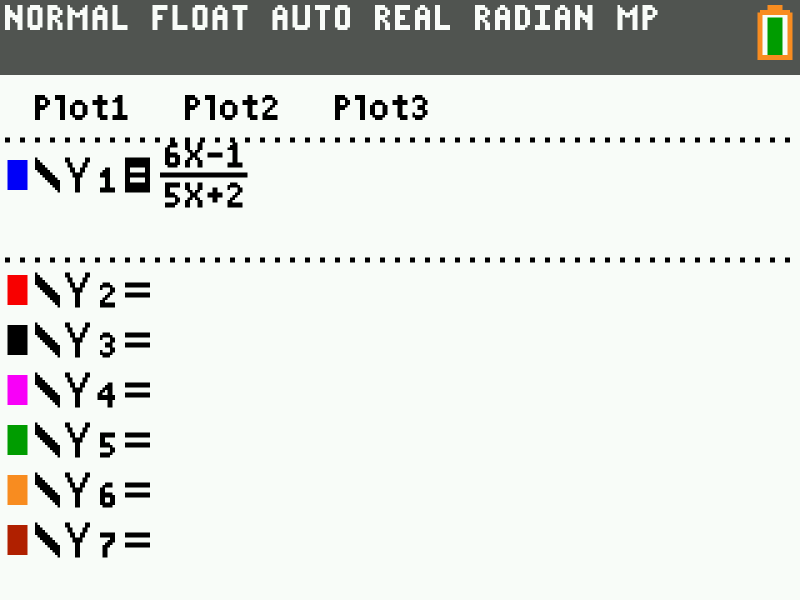 NORMAL FLOAT AUTO REAL RADIAN MP
Plot1 Plot2 Plot3
\Y1=6X-1
5X+2
\Y2=
\Y3=
\Y4=
\Y5=
\Y6=
\Y7=